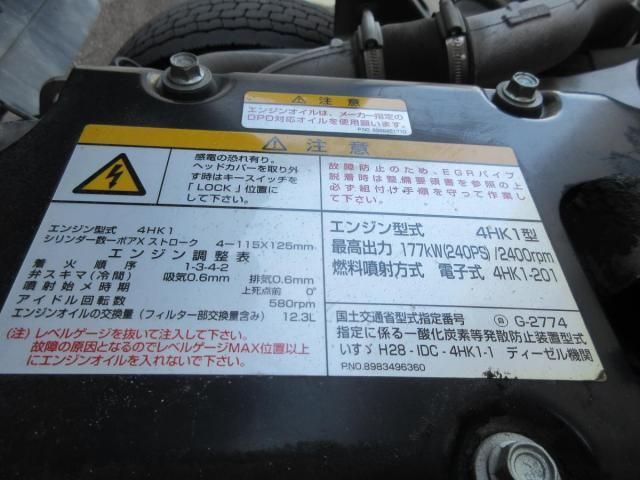 注意
エンジンオイルは、メーカー指定の
DPD対応オイルを使用願います。
P.NO. 8980851710
注意
感電の恐れ有り。
ヘッドカバーを取り外
す時はキースイッチを
「LOCK」位置に
して下さい。
故障防止のため、EGRパイプ
脱着時は整備要領書を参照の上
必ず組付け手順を守って作業
して下さい。
エンジン型式 4HK1
シリンダー数ーボアXストローク 4－115X125mm
エンジン調整表
着火順序 1-3-4-2
弁スキマ(冷間) 吸気0.6mm 排気0.6mm
噴射始メ時期 上死点前 0°
アイドル回転数 580rpm
エンジンオイルの交換量(フィルター部交換量含み) 12.3L
(注)レベルゲージを抜いて注入して下さい。
故障の原因となるのでレベルゲージMAX位置以上
にエンジンオイルを入れないで下さい。
エンジン型式 4HK1型
最高出力 177kW(240PS)/2400rpm
燃料噴射方式 電子式 4HK1-201
国土交通省型式指定番号 G-2774
指定に係る一酸化炭素等発散防止装置型式
いすゞ H28-IDC-4HK1-1 ディーゼル機関
P.NO.8983496360